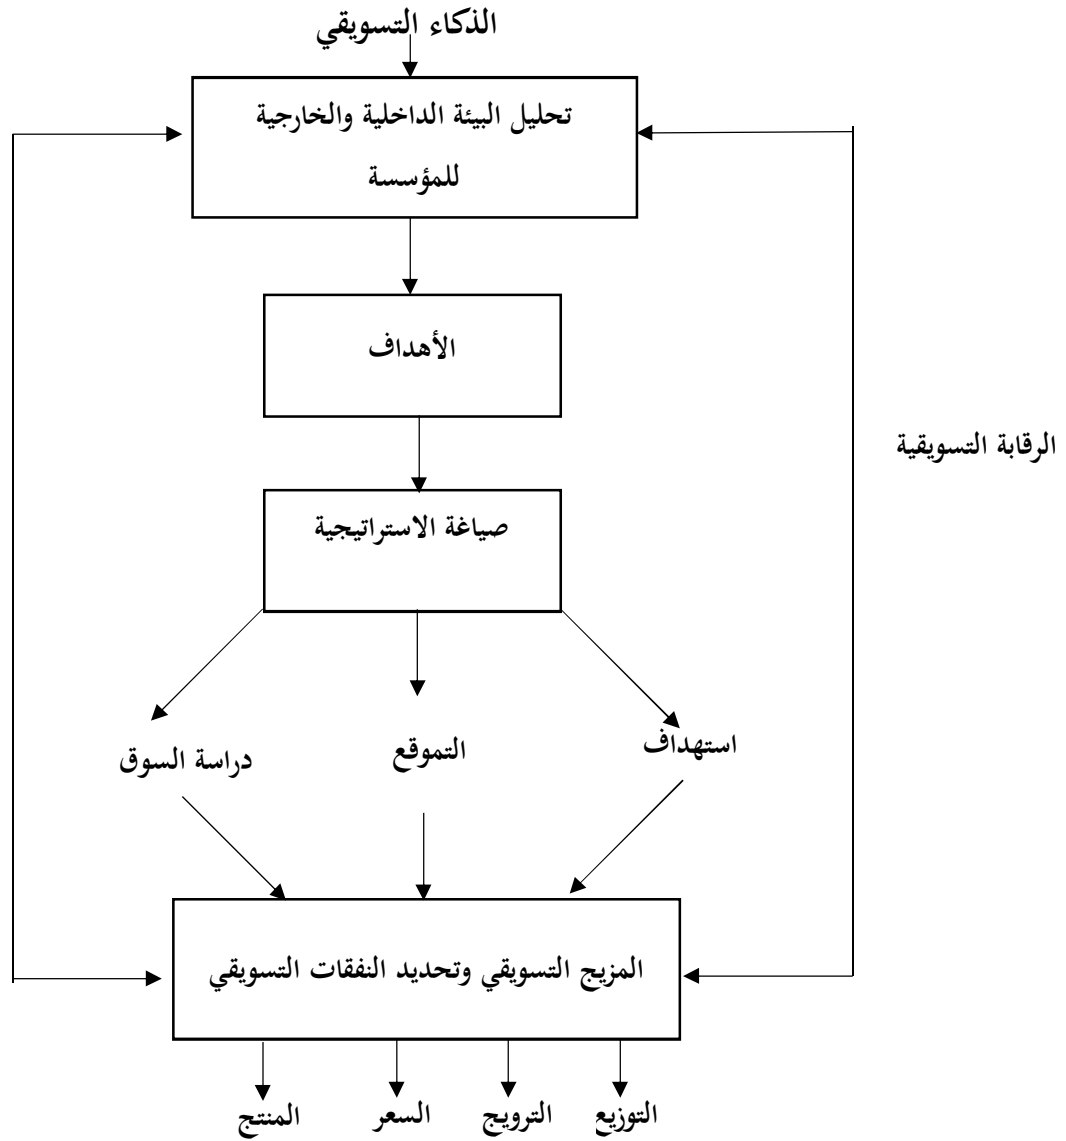 الذكاء التسويقي
تحليل البيئة الداخلية والخارجية
للمؤسسة
الأهداف
الرقابة التسويقية
صياغة الاستراتيجية
استهداف
التموقع
دراسة السوق
المزيج التسويقي وتحديد النفقات التسويقي
التوزيع
الترويج
السعر
المنتج